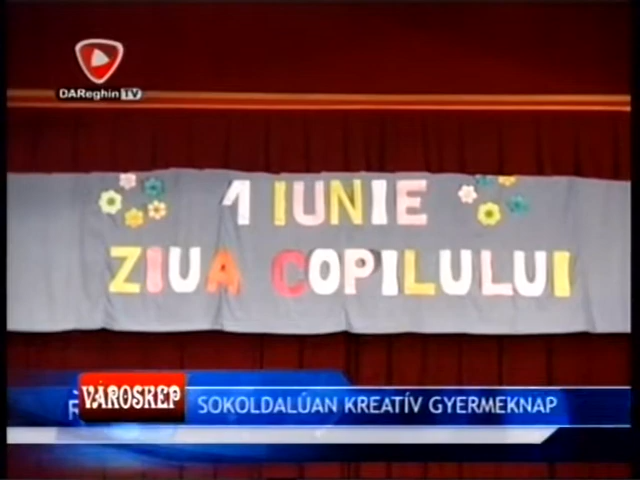 DAReghin TV
1 IUNIE
ZIUA COPILULUI
VÁROSKÉP
SOKOLDALÚAN KREATÍV GYERMEKNAP